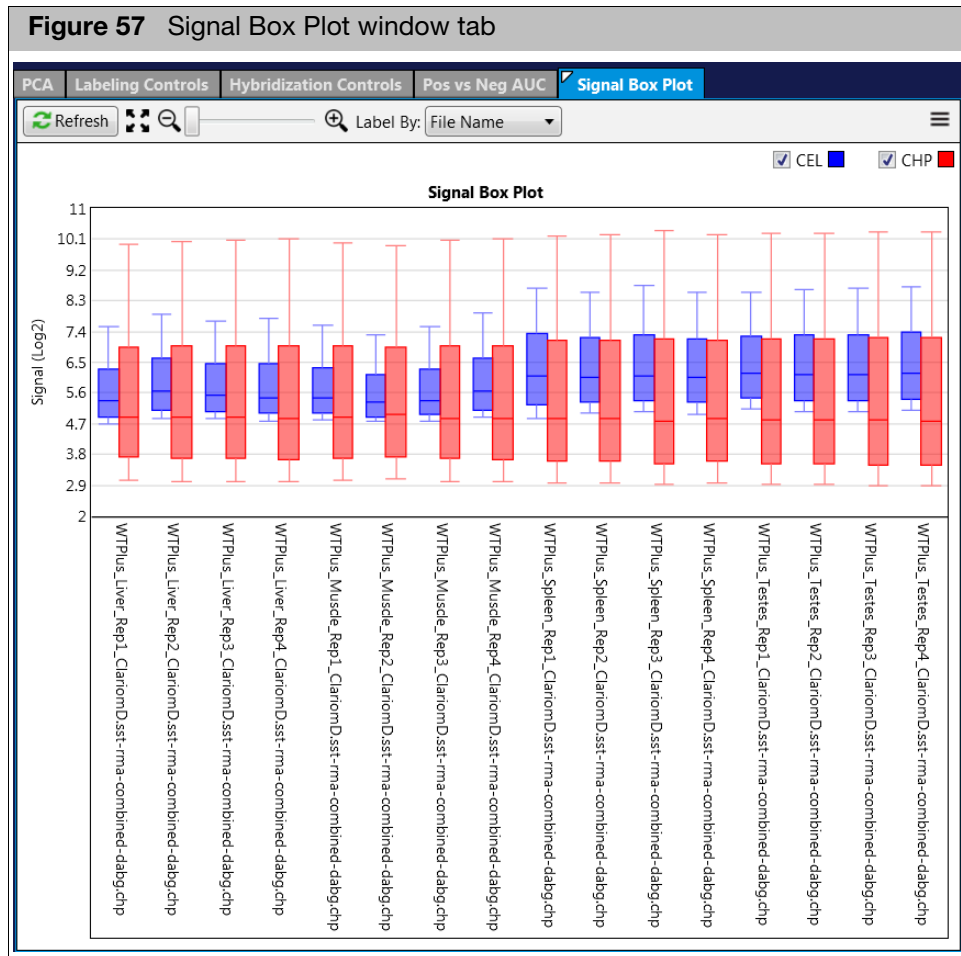 Figure 57 Signal Box Plot window tab
PCA Labeling Controls Hybridization Controls Pos vs Neg AUC Signal Box Plot
Refresh Label By: File Name
CEL CHP
Signal Box Plot
Signal (Log2)
11
10.1
9.2
8.3
7.4
6.5
5.6
4.7
3.8
2.9
2
WTPlus_Liver_Rep1_ClariomD.sst-rma-combined-dabg.chp
WTPlus_Liver_Rep2_ClariomD.sst-rma-combined-dabg.chp
WTPlus_Liver_Rep3_ClariomD.sst-rma-combined-dabg.chp
WTPlus_Liver_Rep4_ClariomD.sst-rma-combined-dabg.chp
WTPlus_Muscle_Rep1_ClariomD.sst-rma-combined-dabg.chp
WTPlus_Muscle_Rep2_ClariomD.sst-rma-combined-dabg.chp
WTPlus_Muscle_Rep3_ClariomD.sst-rma-combined-dabg.chp
WTPlus_Muscle_Rep4_ClariomD.sst-rma-combined-dabg.chp
WTPlus_Spleen_Rep1_ClariomD.sst-rma-combined-dabg.chp
WTPlus_Spleen_Rep2_ClariomD.sst-rma-combined-dabg.chp
WTPlus_Spleen_Rep3_ClariomD.sst-rma-combined-dabg.chp
WTPlus_Spleen_Rep4_ClariomD.sst-rma-combined-dabg.chp
WTPlus_Testes_Rep1_ClariomD.sst-rma-combined-dabg.chp
WTPlus_Testes_Rep2_ClariomD.sst-rma-combined-dabg.chp
WTPlus_Testes_Rep3_ClariomD.sst-rma-combined-dabg.chp
WTPlus_Testes_Rep4_ClariomD.sst-rma-combined-dabg.chp